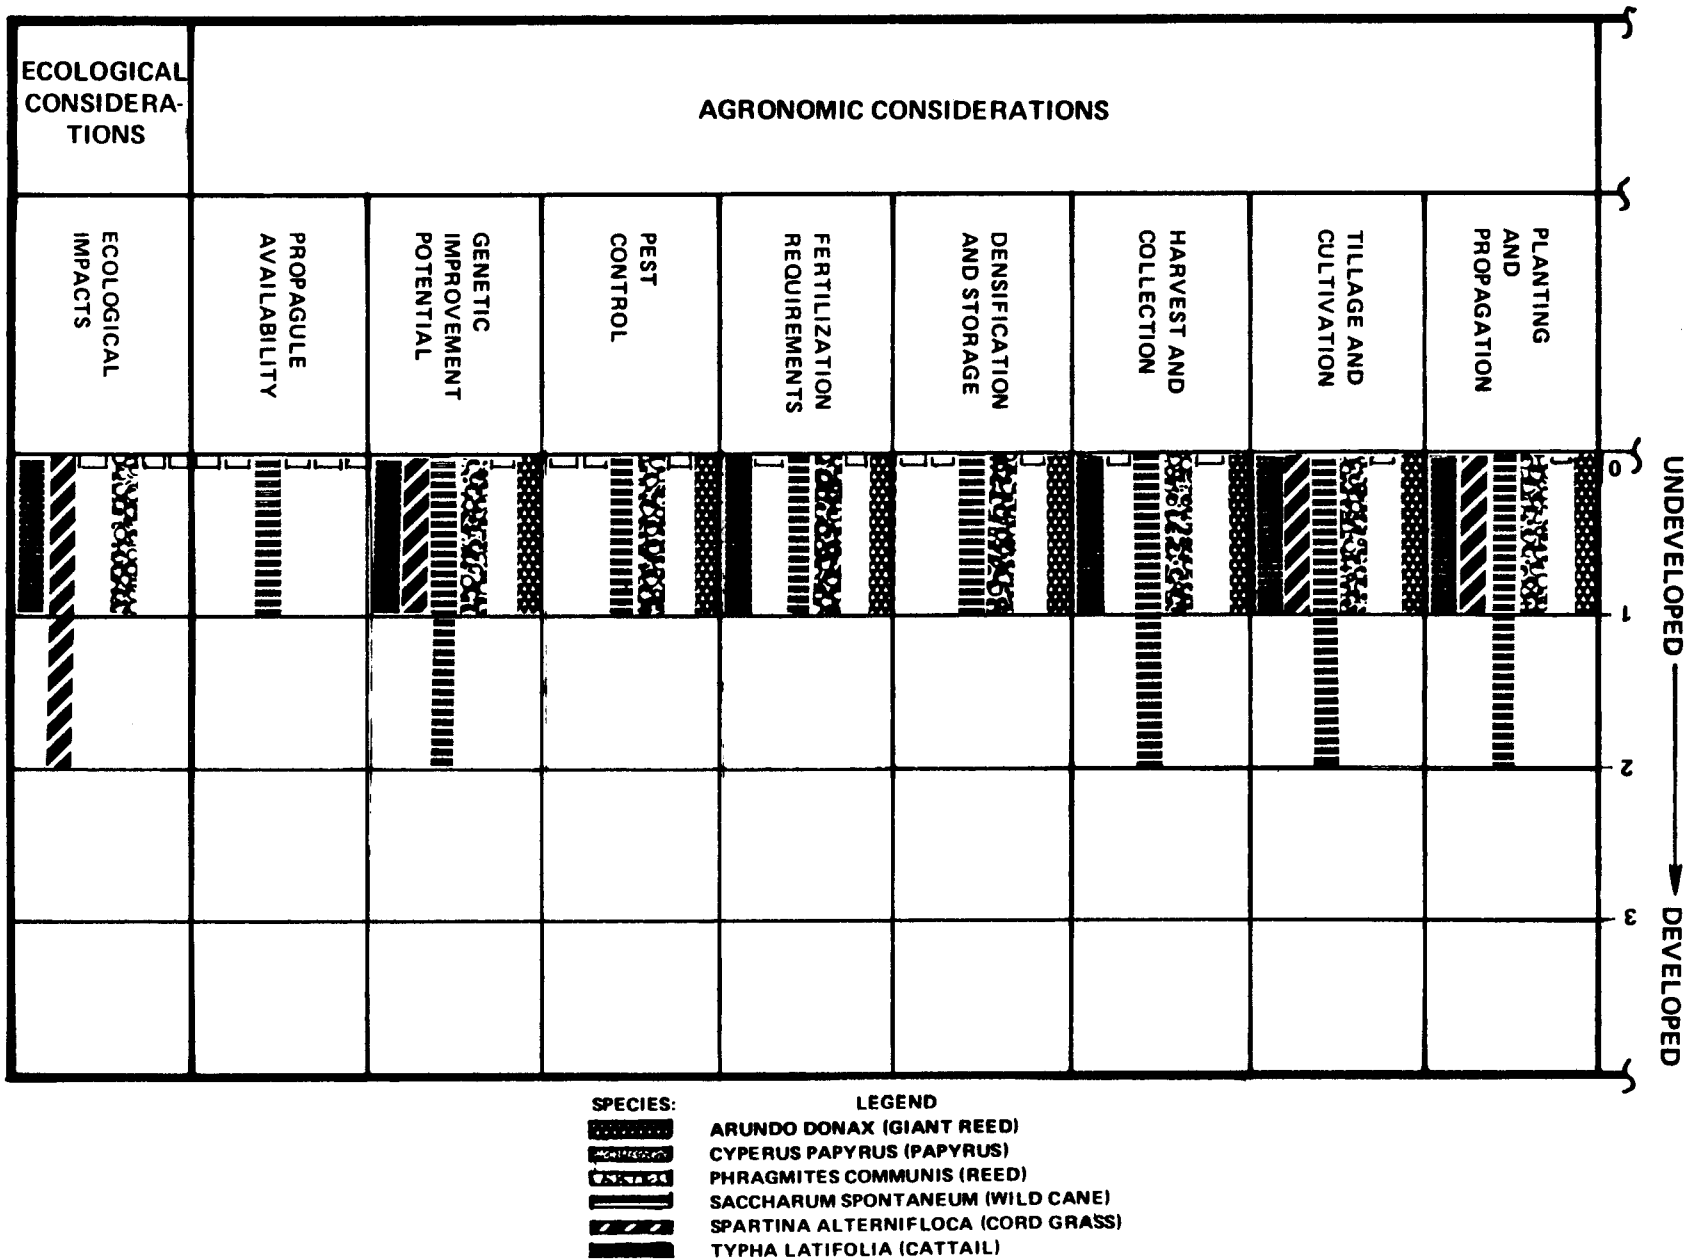 ECOLOGICAL
CONSIDERA-
TIONS
AGRONOMIC CONSIDERATIONS
ECOLOGICAL
IMPACTS
PROPAGULE
AVAILABILITY
GENETIC
IMPROVEMENT
POTENTIAL
PEST
CONTROL
FERTILIZATION
REQUIREMENTS
DENSIFICATION
AND STORAGE
HARVEST AND
COLLECTION
TILLAGE AND
CULTIVATION
PLANTING
AND
PROPAGATION
0
1
2
3
UNDEVELOPED
DEVELOPED
SPECIES:
LEGEND
ARUNDO DONAX (GIANT REED)
CYPERUS PAPYRUS (PAPYRUS)
PHRAGMITES COMMUNIS (REED)
SACCHARUM SPONTANEUM (WILD CANE)
SPARTINA ALTERNIFLOCA (CORD GRASS)
TYPHA LATIFOLIA (CATTAIL)